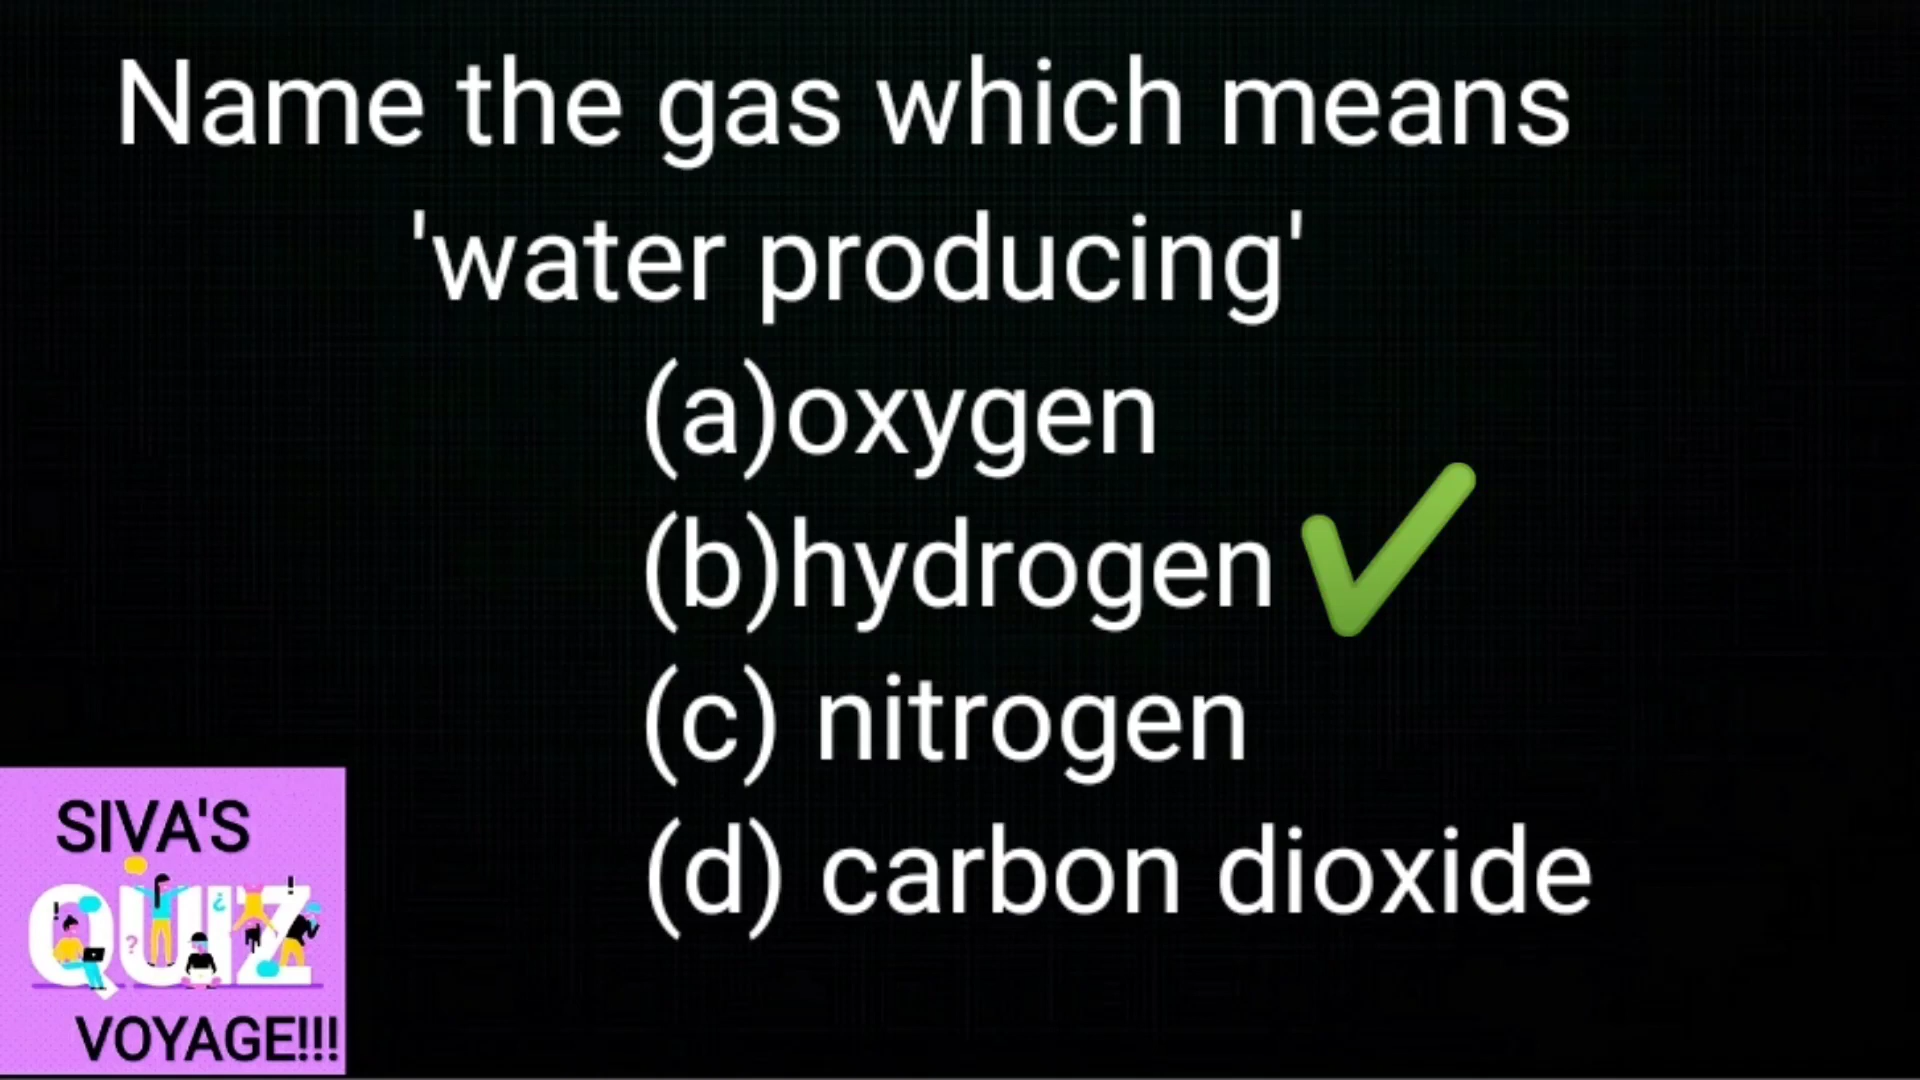 Name the gas which means
'water producing'
(a)oxygen
(b)hydrogen
(c) nitrogen
(d) carbon dioxide
SIVA'S
QUIZ
VOYAGE!!!